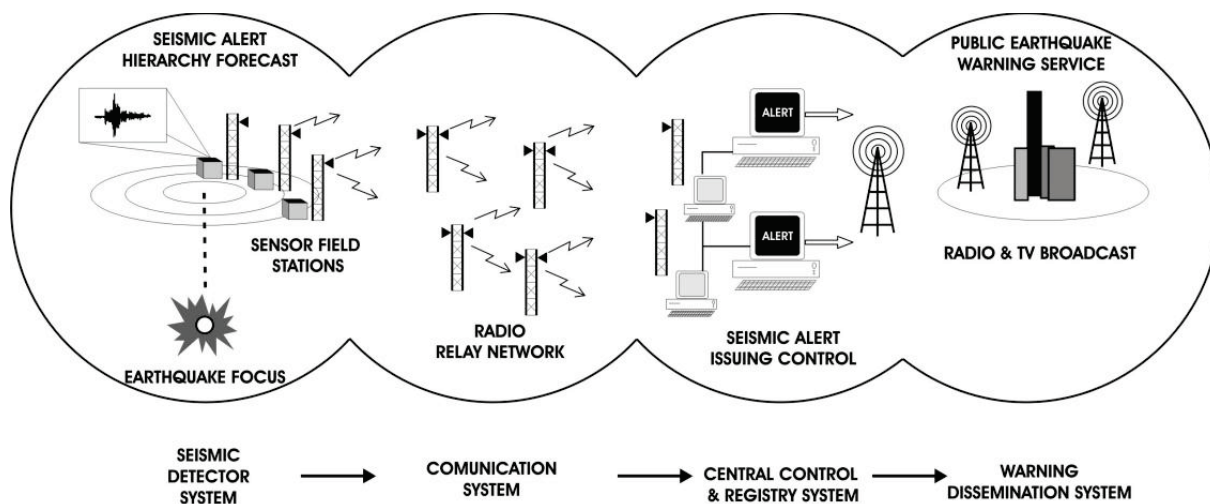 SEISMIC ALERT
HIERARCHY FORECAST
SENSOR FIELD
STATIONS
EARTHQUAKE FOCUS
RADIO
RELAY NETWORK
ALERT
ALERT
SEISMIC ALERT
ISSUING CONTROL
PUBLIC EARTHQUAKE
WARNING SERVICE
RADIO & TV BROADCAST
SEISMIC
DETECTOR
SYSTEM
COMUNICATION
SYSTEM
CENTRAL CONTROL
& REGISTRY SYSTEM
WARNING
DISSEMINATION SYSTEM